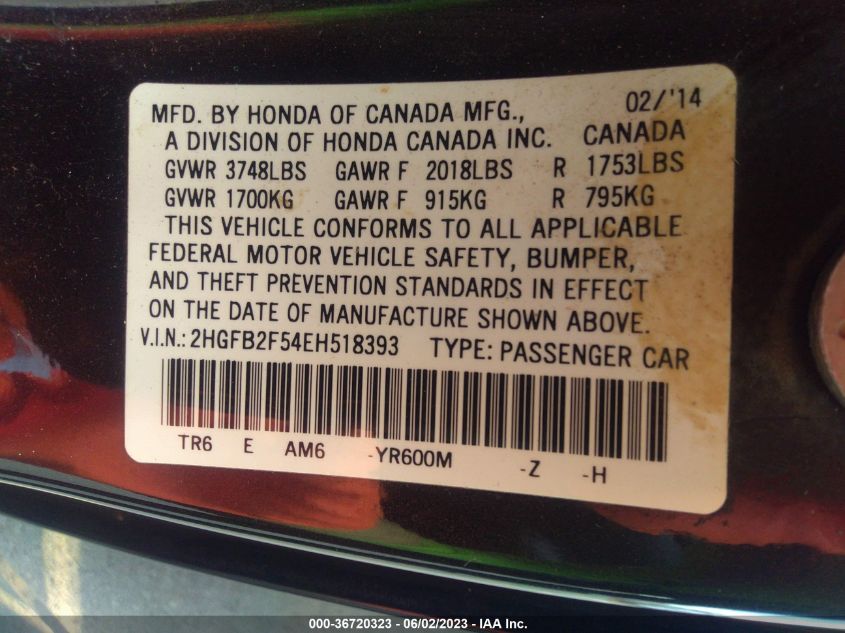 MFD. BY HONDA OF CANADA MFG., 02/'14
A DIVISION OF HONDA CANADA INC. CANADA
GVWR 3748LBS GAWR F 2018LBS R 1753LBS
GVWR 1700KG GAWR F 915KG R 795KG
THIS VEHICLE CONFORMS TO ALL APPLICABLE
FEDERAL MOTOR VEHICLE SAFETY, BUMPER,
AND THEFT PREVENTION STANDARDS IN EFFECT
ON THE DATE OF MANUFACTURE SHOWN ABOVE.
V.I.N.: 2HGFB2F54EH518393 TYPE: PASSENGER CAR
TR6 E AM6 -YR600M -Z -H
000-36720323 - 06/02/2023 - IAA Inc.